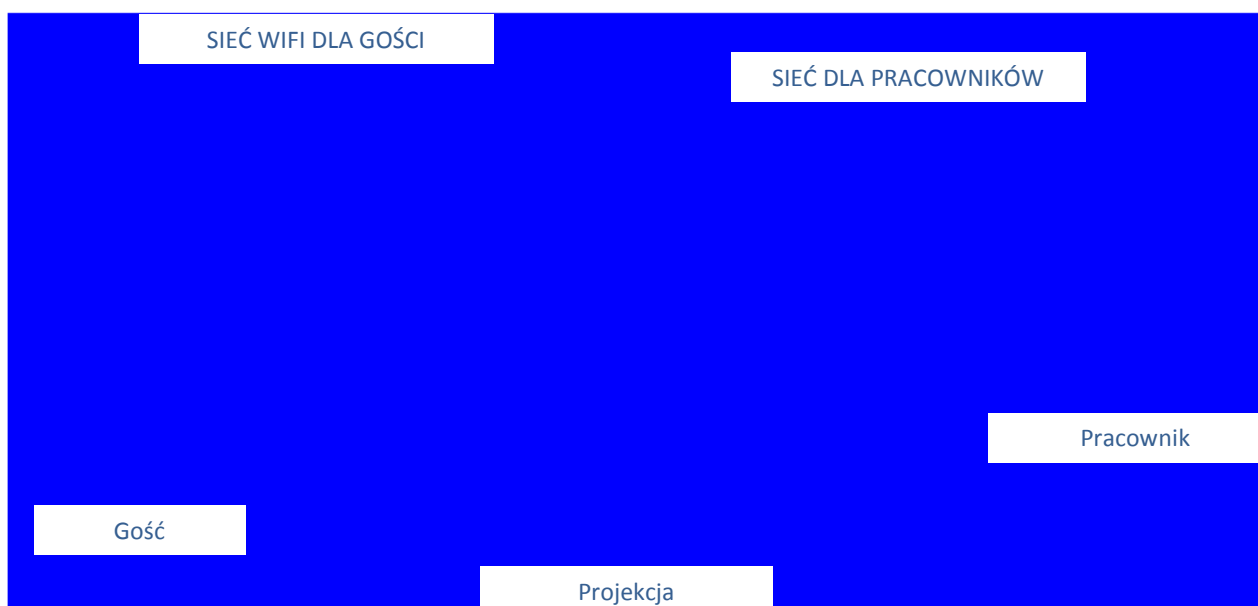 SIEĆ WIFI DLA GOŚCI
SIEĆ DLA PRACOWNIKÓW
Pracownik
Gość
Projekcja